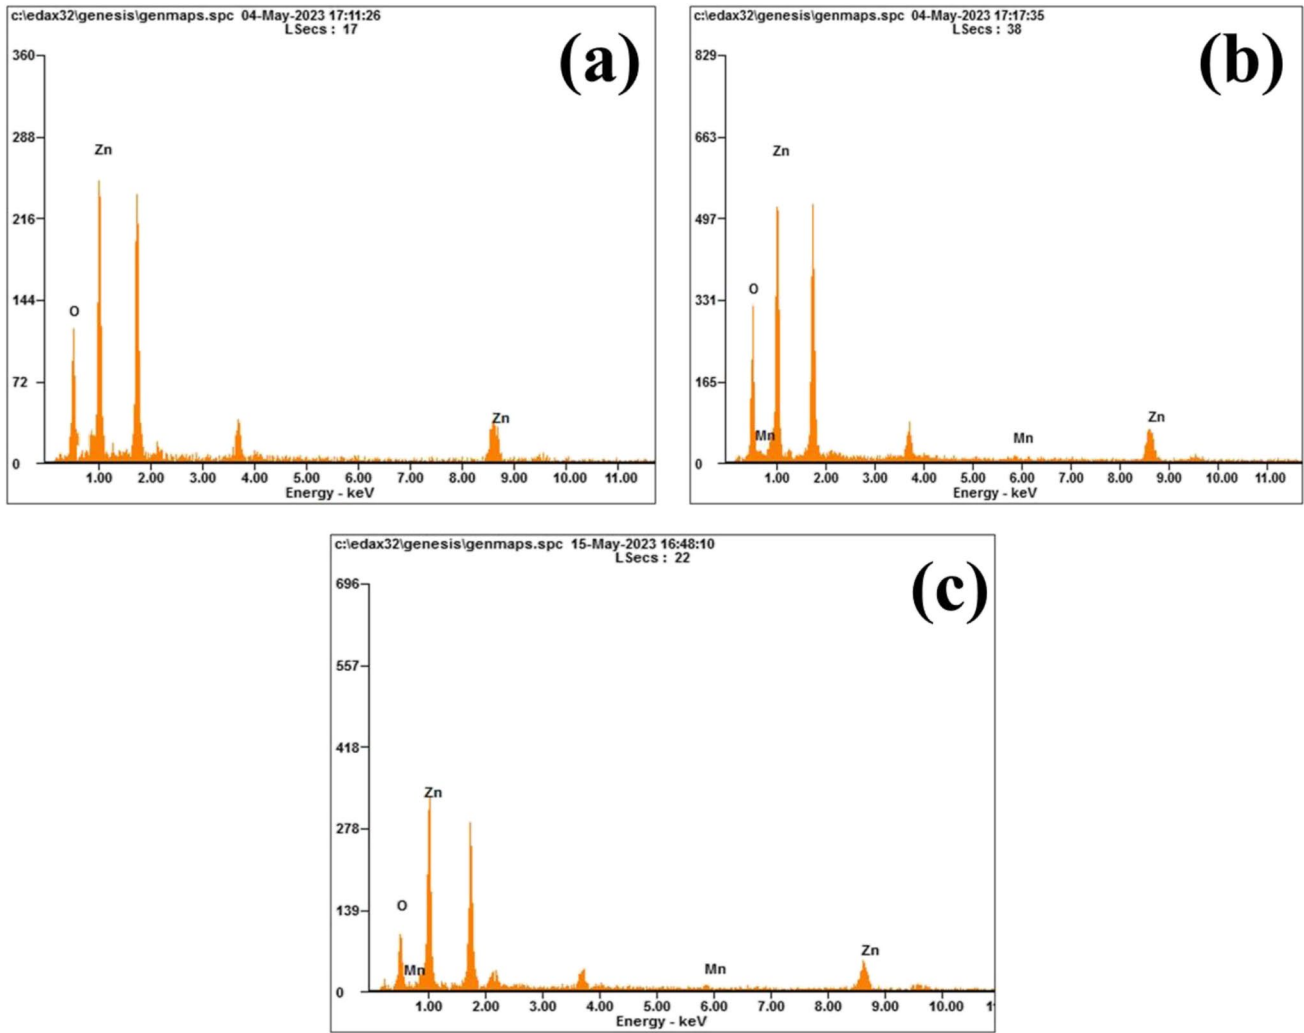 c:\edax32\genesis\genmaps.spc 04-May-2023 17:11:26
LSecs : 17
(a)
360
288
216
144
72
0
Zn
O
Zn
1.00 2.00 3.00 4.00 5.00 6.00 7.00 8.00 9.00 10.00 11.00
Energy - keV
c:\edax32\genesis\genmaps.spc 04-May-2023 17:17:35
LSecs : 38
(b)
829
663
497
331
165
0
Zn
O
Mn
Mn
Zn
1.00 2.00 3.00 4.00 5.00 6.00 7.00 8.00 9.00 10.00 11.00
Energy - keV
c:\edax32\genesis\genmaps.spc 15-May-2023 16:48:10
LSecs : 22
(c)
696
557
418
278
139
0
Zn
O
Mn
Mn
Zn
1.00 2.00 3.00 4.00 5.00 6.00 7.00 8.00 9.00 10.00 1
Energy - keV